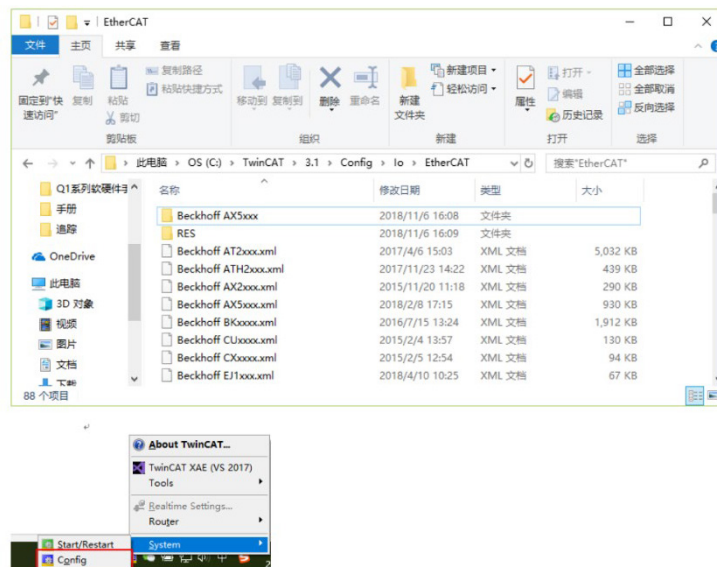 EtherCAT
文件 主页 共享 查看
固定到"快速访问" 复制 粘贴 复制路径 粘贴快捷方式 剪切 移动到 复制到 删除 重命名 新建文件夹 新建项目 轻松访问 属性 打开 编辑 历史记录 全部选择 全部取消 反向选择
剪贴板 组织 新建 打开 选择
此电脑 > OS (C:) > TwinCAT > 3.1 > Config > Io > EtherCAT 搜索"EtherCAT"
名称 修改日期 类型 大小
Q1系列软硬件手
手册
追踪
OneDrive
此电脑
3D 对象
视频
图片
文档
下载
Beckhoff AX5xxx 2018/11/6 16:08 文件夹
RES 2018/11/6 16:09 文件夹
Beckhoff AT2xxx.xml 2017/4/6 15:03 XML 文档 5,032 KB
Beckhoff ATH2xxx.xml 2017/11/23 14:22 XML 文档 439 KB
Beckhoff AX2xxx.xml 2015/11/20 11:18 XML 文档 290 KB
Beckhoff AX5xxx.xml 2018/2/8 17:15 XML 文档 930 KB
Beckhoff BKxxxx.xml 2016/7/15 13:24 XML 文档 1,912 KB
Beckhoff CUxxxx.xml 2015/2/4 13:57 XML 文档 130 KB
Beckhoff CXxxxx.xml 2015/2/5 12:54 XML 文档 94 KB
Beckhoff EJ1xxx.xml 2018/4/10 10:25 XML 文档 67 KB
88 个项目
About TwinCAT...
TwinCAT XAE (VS 2017)
Tools
Realtime Settings...
Router
System
Start/Restart
Config
中